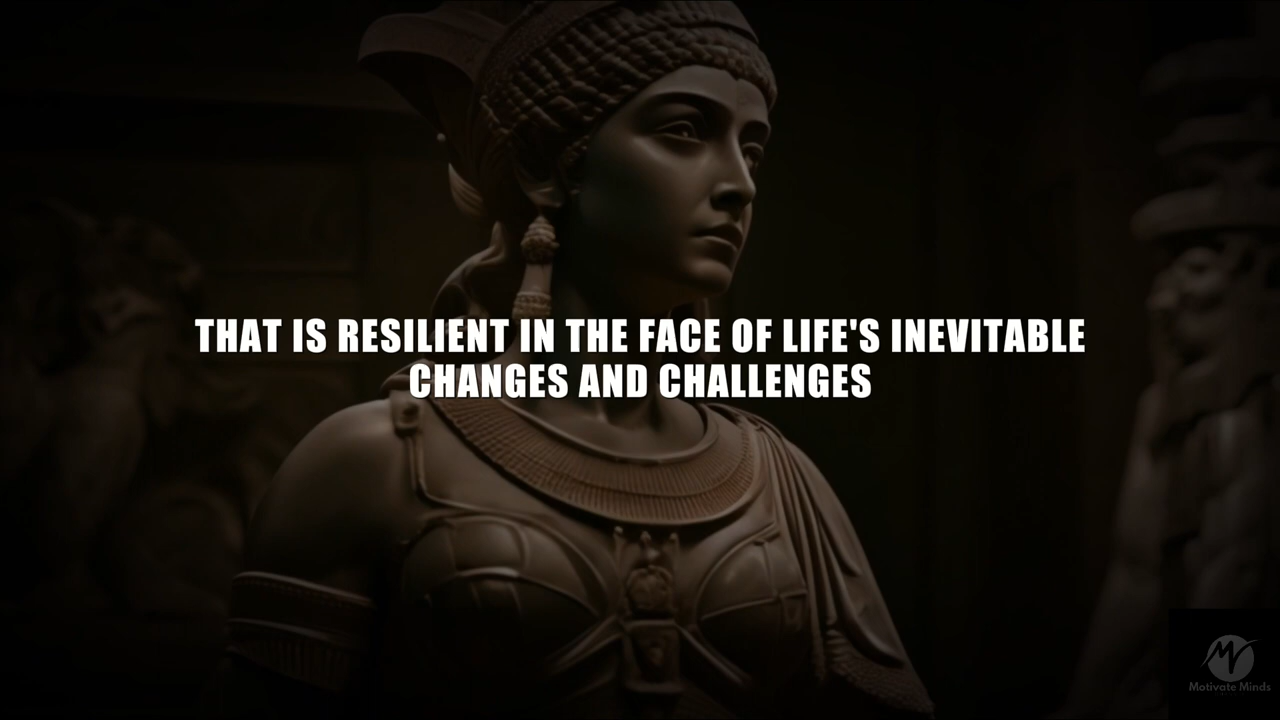 THAT IS RESILIENT IN THE FACE OF LIFE'S INEVITABLE
CHANGES AND CHALLENGES
Motivate Minds